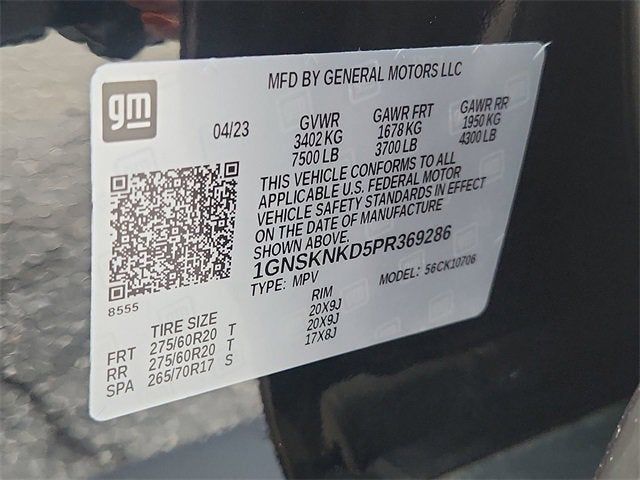 MFD BY GENERAL MOTORS LLC
gm
04/23
GVWR GAWR FRT GAWR RR
3402 KG 1678 KG 1950 KG
7500 LB 3700 LB 4300 LB
THIS VEHICLE CONFORMS TO ALL
APPLICABLE U.S. FEDERAL MOTOR
VEHICLE SAFETY STANDARDS IN EFFECT
ON THE DATE OF MANUFACTURE
SHOWN ABOVE.
1GNSKNKD5PR369286
TYPE: MPV MODEL: 56CK10706
8555
TIRE SIZE RIM
FRT 275/60R20 T 20X9J
RR 275/60R20 T 20X9J
SPA 265/70R17 S 17X8J